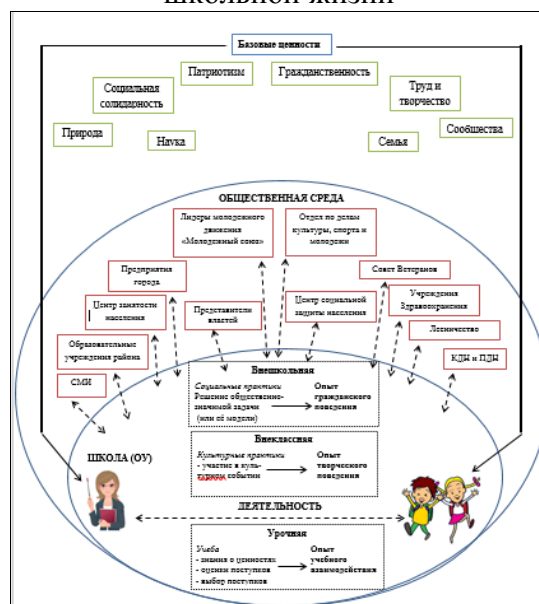 школьной жизни
Базовые ценности
Патриотизм
Гражданственность
Социальная
солидарность
Труд и
творчество
Природа
Наука
Семья
Сообщества
ОБЩЕСТВЕННАЯ СРЕДА
Лидеры молодежного
движения
«Молодежный союз»
Отдел по делам
культуры, спорта и
молодежи
Предприятия
города
Совет Ветеранов
Центр занятости
населения
Представители
властей
Центр социальной
защиты населения
Учреждения
Здравоохранения
Образовательные
учреждения района
Лесничество
СМИ
КДН и ПДН
Внешкольная
Социальные практики
Решение общественно-
значимой задачи
(или её модели)
Опыт
гражданского
поведения
Внеклассная
Культурные практики
- участие в куль-
турном событии
Опыт
творческого
поведения
ШКОЛА (ОУ)
ДЕЯТЕЛЬНОСТЬ
Урочная
Учеба
- знания о ценностях
- оценки поступков
- выбор поступков
Опыт
учебного
взаимодействия